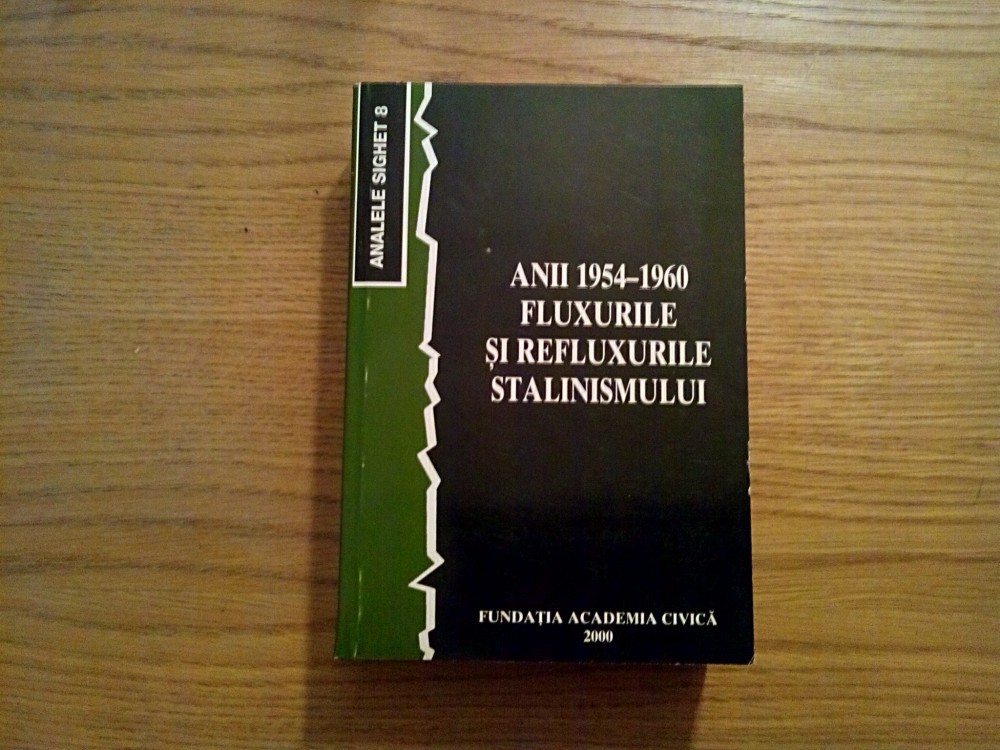 ANALELE SIGHET 8
ANII 1954–1960
FLUXURILE
ȘI REFLUXURILE
STALINISMULUI
FUNDAȚIA ACADEMIA CIVICĂ
2000